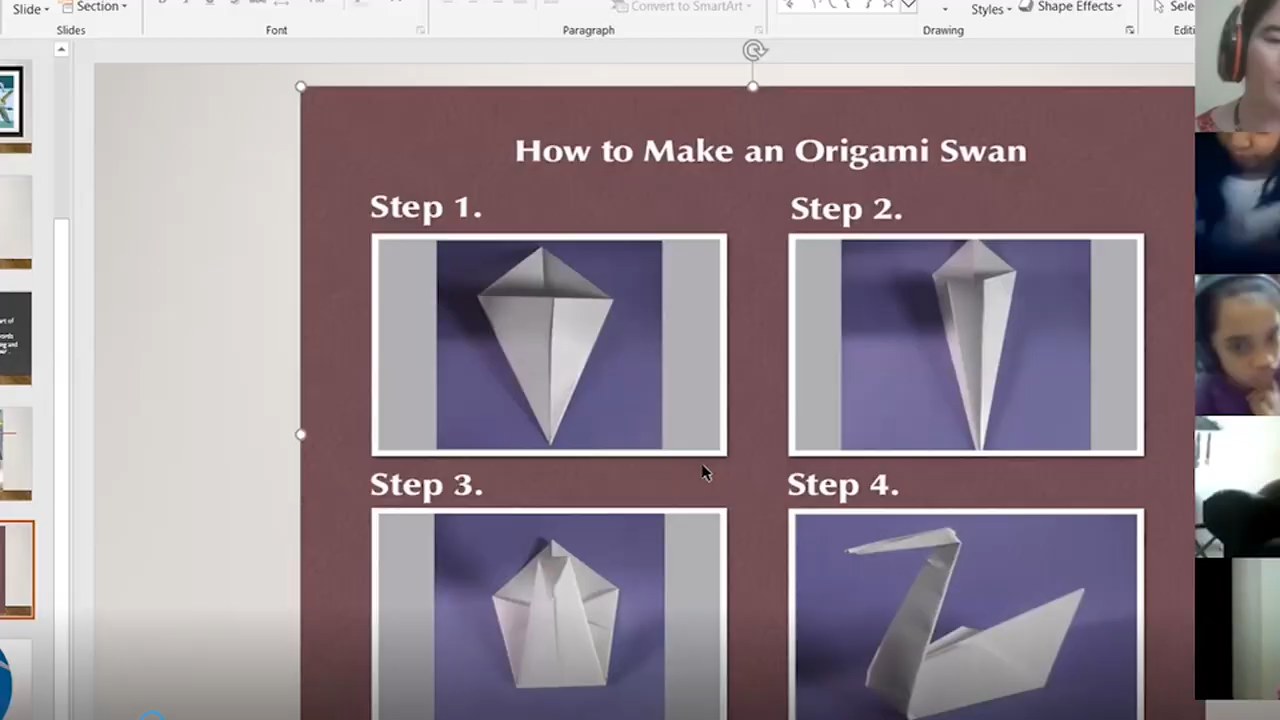 Slide
Section
Convert to SmartArt
Styles
Shape Effects
Slides
Font
Paragraph
Drawing
How to Make an Origami Swan
Step 1.
Step 2.
Step 3.
Step 4.